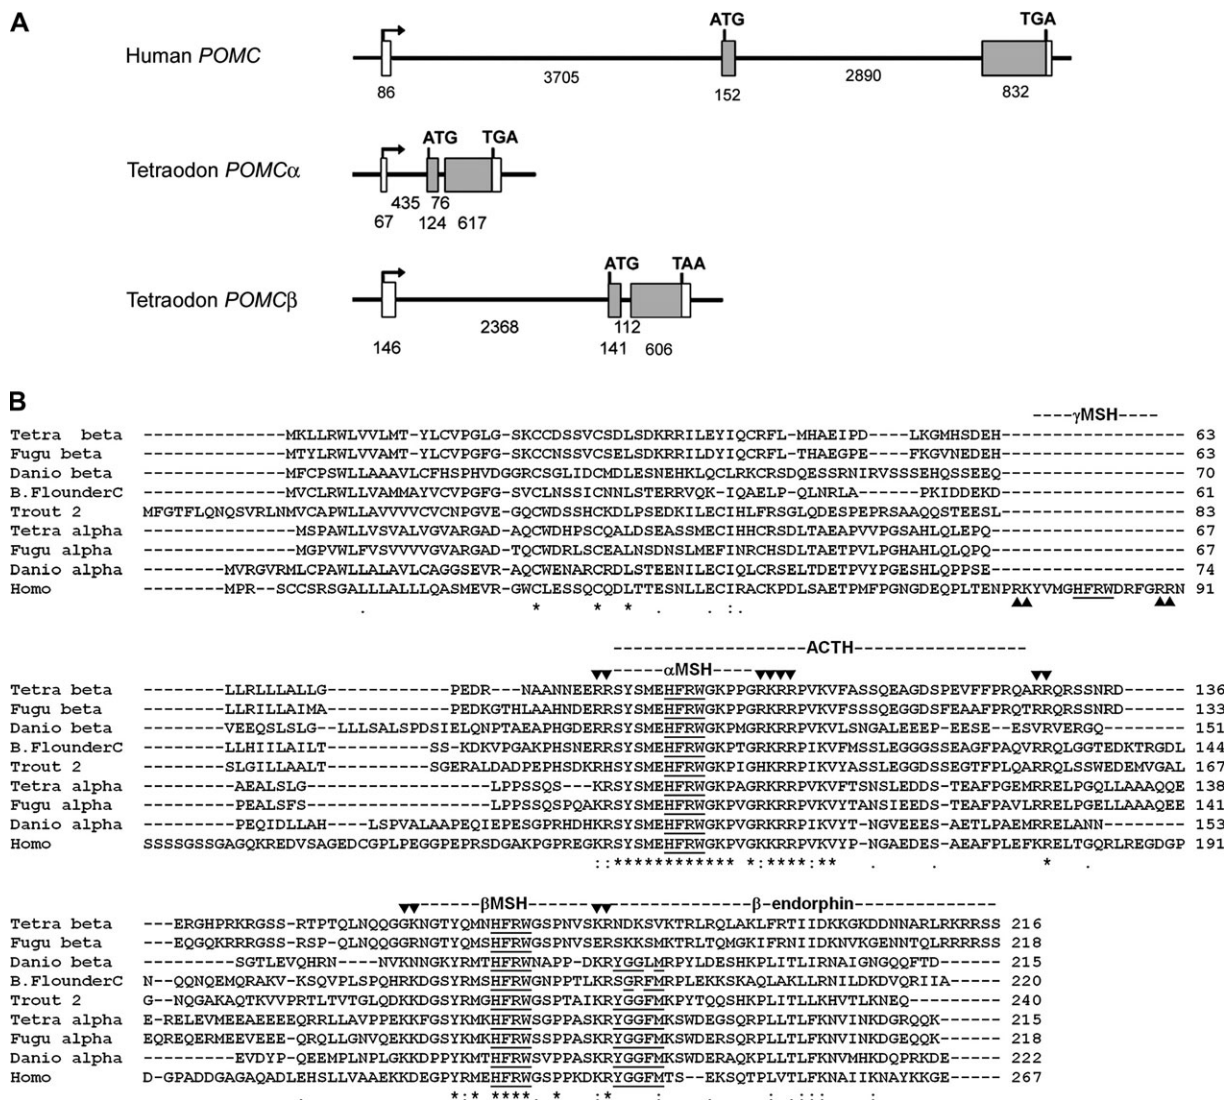 A
Human POMC
ATG TGA
3705 2890
86 152 832
Tetraodon POMCα
ATG TGA
435 76
67 124 617
Tetraodon POMCβ
ATG TAA
2368 112
146 141 606
B
-----γMSH----
Tetra beta --------------MKLLRWLVVLMT-YLCVPGLG-SKCCDSSVCSDLSDKRRILEYIQCRFL-MHAEIPD----LKGMHSDEH------------------ 63
Fugu beta --------------MTYLRWLVVAMT-YLCVPGFG-SKCCNSSVCSELSDKRRILDYIQCRFL-THAEGPE----FKGVNEDEH------------------ 63
Danio beta --------------MFCPSWLLAAAVLCFHSPHVDGGRCSGLIDCMDLESNEHKLQCLRKCRSDQESSRNIRVSSSEHQSSEEQ------------------ 70
B.FlounderC --------------MVCLRWLVAMMAYVCVPGFG-SVCLNSSICNNLSTERRVQK-IQAELP-QLNRLA------PKIDDEKD------------------ 61
Trout 2 MFGTFLQNQSVRLNMVCAPWLLAVVVVCVCNPGVE-GQCWDSSHCKDLPSEDKILECIHLFRSGLQDESPEPRSAAQQSTEESL------------------ 83
Tetra alpha ---------------MSPAWLLVSVALVGVARGAD-AQCWDHPSCQALDSEASSMECIHHCRSDLTAEAPVVPGSAHLQLEPQ------------------- 67
Fugu alpha ---------------MGPVWLFVSVVVVGVARGAD-TQCWDRLSCEALNSDNSLMEFINRCHSDLTAETPVLPGHAHLQLQPQ------------------- 67
Danio alpha --------MVRGVRMLCPAWLLALAVLCAGGSEVR-AQCWENARCRDLSTEENILECIQLCRSELTDETPVYPGESHLQPPSE------------------- 74
Homo --------MPR-SCCSRSGALLLALLLQASMEVR-GWCLESSQCQDLTTESNLLECIRACKPDLSAETPMFPGNGDEQPLTENPRKYVMGHFRWDRFGRRN 91
. * * * . . :.
---------------------ACTH-------------------
------αMSH-----
Tetra beta --------LLRLLLALLG------------PEDR--NAANNEERRSYSMEHFRWGKPPGRKRRPVKVFASSQEAGDSPEVFFPRQARRQRSSNRD------ 136
Fugu beta --------RILRILLAIMA-----------PEDKGTHLAAHNDERRSYSMEHFRWGKPPGRKRRPVKVFASSQEGGDSFEAAFPRQTRRQRSSNRD------ 133
Danio beta --------VEEQSLSLG-LLLSALSPDSIELQNPTAEAPHGDERRSYSMEHFRWGKPMGRKRRPVKVLSNGALEEEP-EESE-ESVRVERGQ-------- 151
B.FlounderC --------LLHIILAILT---------SS-KDKVPGAKPHSNERRSYSMEHFRWGKPTGRKRRPIKVFMSSLEGGGSSEAGFPAQVRRQLGGTEDKTRGDL 144
Trout 2 --------SLGILLAALT---------SGERALDADPEPHSDKRHSYSMEHFRWGKPIGHKRRPIKVYASSLEGGDSSEGTFPLQARRQLSSWEDEMVGAL 167
Tetra alpha ---------AEALSLG------------------LPPSSQS--KRSYSMEHFRWGKPAGRKRRPVKVFTSNSLEDDS-TEAFPGEMRRELPGQLLAAAQQE 138
Fugu alpha ---------PEALSFS------------------LPPSSQSPQAKRSYSMEHFRWGKPVGRKRRPVKVYTANSIEEDS-TEAFPAVLRRELPGELLAAAQEE 141
Danio alpha ---------PEQIDLLAH---LSPVALAAPEQIEPESGPRHDHKRSYSMEHFRWGKPVGRKRRPIKVYT-NGVEEES-AETLPAEMRRELANN-------- 153
Homo SSSSGSSGAGQKREDVSAGEDCGPLPEGGPEPRSDGAKPGPREGKRSYSMEHFRWGKPVGKKRRPVKVYP-NGAEDES-AEAFPLEFKRELTGQRLREGDGP 191
::************ *:****:** . . * .
------βMSH------- --------------β-endorphin--------------
Tetra beta ---ERGHPRKRGSS-RTPTQLNQQGGKNGTYQMNHFRWGSPNVSKRNDKSVKTRLRQLAKLFRTIIDKKGKDDNNARLRKRRSS 216
Fugu beta ---EQGQKRRRGSS-RSP-QLNQQGGRNGTYQMSHFRWGSPNVSERSKKSMKTRLTQMGKIFRNIIDKNVKGENNTQRLRRRRSS 218
Danio beta ---------SGTLEVQHRN---NVKNNGKYRMTHFRWNAPP-DKRYGGLMRPYLDESHKPLITLIRNAIGNGQQFTD------ 215
B.FlounderC N--QQNQEMQRAKV-KSQVPLSPQHRKDGSYRMSHFRWGNPPTLKRSGRFMRPLEKKSKAQLAKLLRNILDKDVQRIIA----- 220
Trout 2 G--NQGAKAQTKVVPRTLTVTGLQDKKDGSYRMGHFRWGSPTAIKRYGGFMKPYTQQSHKPLITLLKHVTLKNEQ--------- 240
Tetra alpha E-RELEVMEEAEEEEQRRLLAVPPEKKFGSYKMKHFRWSGPPASKRYGGFMKSWDEGSQRPLLTLFKNVINKDGRQQK----- 215
Fugu alpha EQREQERMEEVEEE-EQRQLLGNVQEKKDGSYKMKHFRWSGPPASKRYGGFMKSWDERSQRPLLTLFKNVINKDGEQQK----- 218
Danio alpha ---------EVDYP-QEEMPLNPLGKKDPPYKMTHFRWSVPPASKRYGGFMKSWDERAQKPLLTLFKNVMHKDQPRKDE---- 222
Homo D-GPADDGAGAQADLEHSLLVAAEKKDEGPYRMEHFRWGSPPKDKRYGGFMTS--EKSQTPLVTLFKNAIIKNAYKKGE----- 267
. *:* ****. * :* : . : .::: .